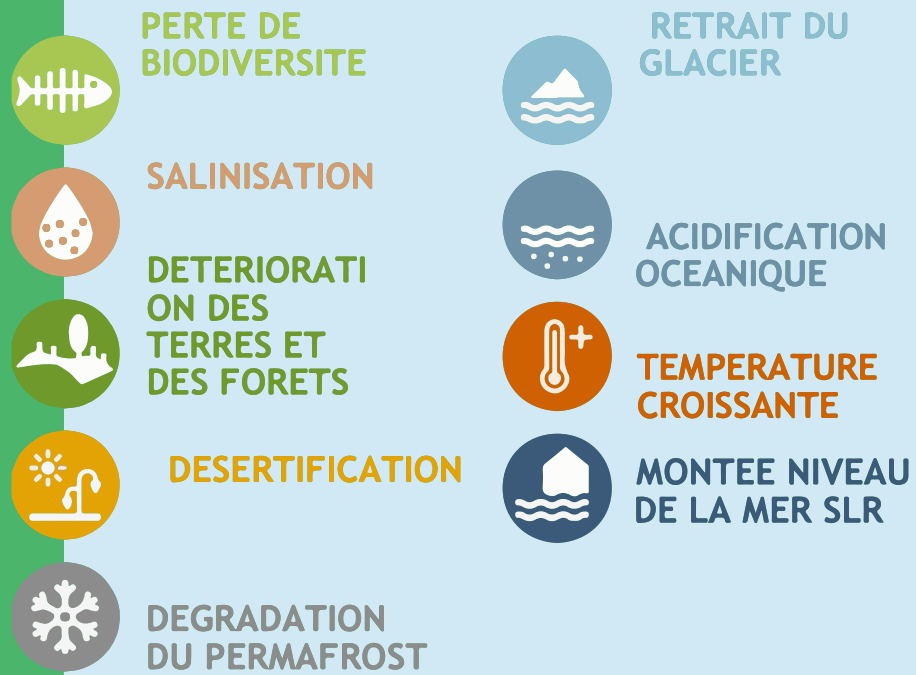 PERTE DE
BIODIVERSITE
SALINISATION
DETERIORATI
ON DES
TERRES ET
DES FORETS
DESERTIFICATION
DEGRADATION
DU PERMAFROST
RETRAIT DU
GLACIER
ACIDIFICATION
OCEANIQUE
TEMPERATURE
CROISSANTE
MONTEE NIVEAU
DE LA MER SLR